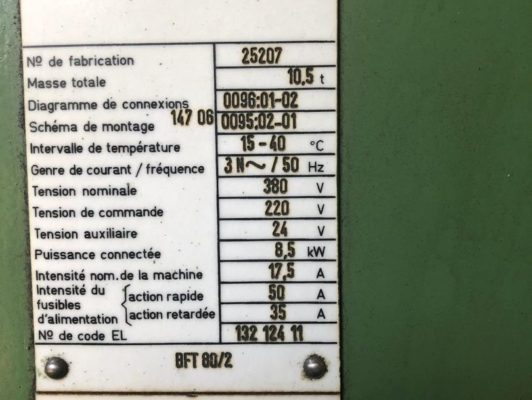 Nº de fabrication 25207
Masse totale 10,5 t
Diagramme de connexions 0096:01-02
Schéma de montage 147 06 0095:02-01
Intervalle de température 15-40 °C
Genre de courant / fréquence 3 N~ / 50 Hz
Tension nominale 380 V
Tension de commande 220 V
Tension auxiliaire 24 V
Puissance connectée 8,5 kW
Intensité nom. de la machine 17,5 A
Intensité du fusibles d'alimentation { action rapide 50 A
action retardée 35 A
Nº de code EL 132 124 11
BFT 80/2